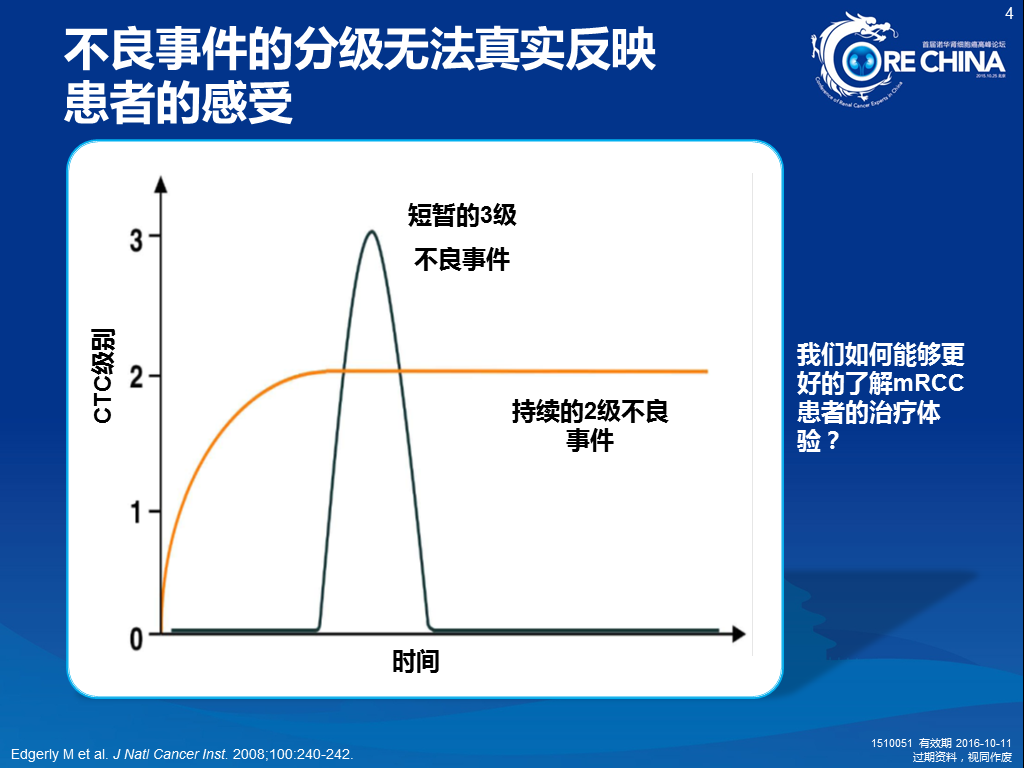 4
不良事件的分级无法真实反映
患者的感受
首届诺华肾细胞癌高峰论坛
CORE CHINA
2015.10.25 北京
Conference of Renal Cancer Experts in China
短暂的3级
不良事件
3
CTC级别
2
持续的2级不良
事件
1
0
时间
我们如何能够更
好的了解mRCC
患者的治疗体
验？
Edgerly M et al. J Natl Cancer Inst. 2008;100:240-242.
1510051 有效期 2016-10-11
过期资料，视同作废